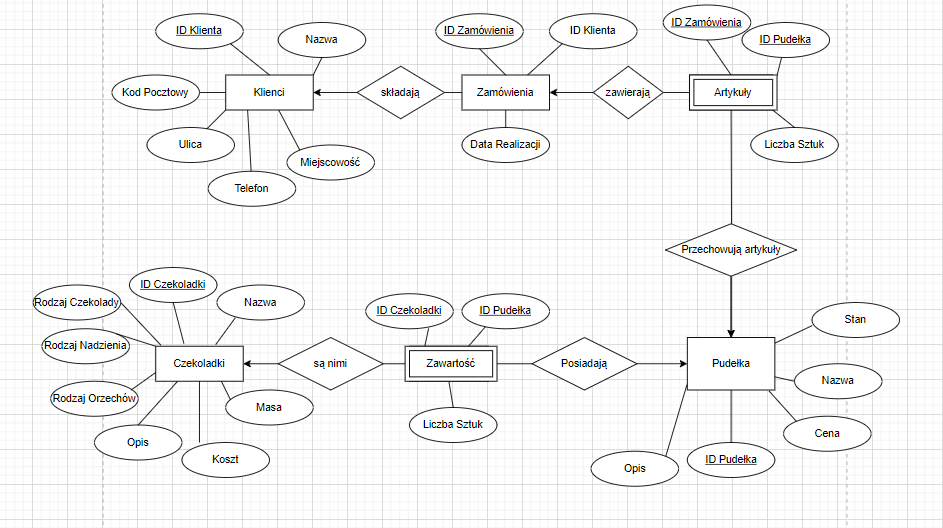 ID Klienta
Nazwa
Kod Pocztowy
Klienci
Ulica
Telefon
Miejscowość
składają
ID Zamówienia
ID Klienta
Zamówienia
Data Realizacji
zawierają
ID Zamówienia
ID Pudełka
Artykuły
Liczba Sztuk
Przechowują artykuły
ID Czekoladki
Rodzaj Czekolady
Nazwa
Rodzaj Nadzienia
Czekoladki
Rodzaj Orzechów
Masa
Opis
Koszt
są nimi
ID Czekoladki
ID Pudełka
Zawartość
Liczba Sztuk
Posiadają
Stan
Pudełka
Nazwa
Cena
Opis
ID Pudełka